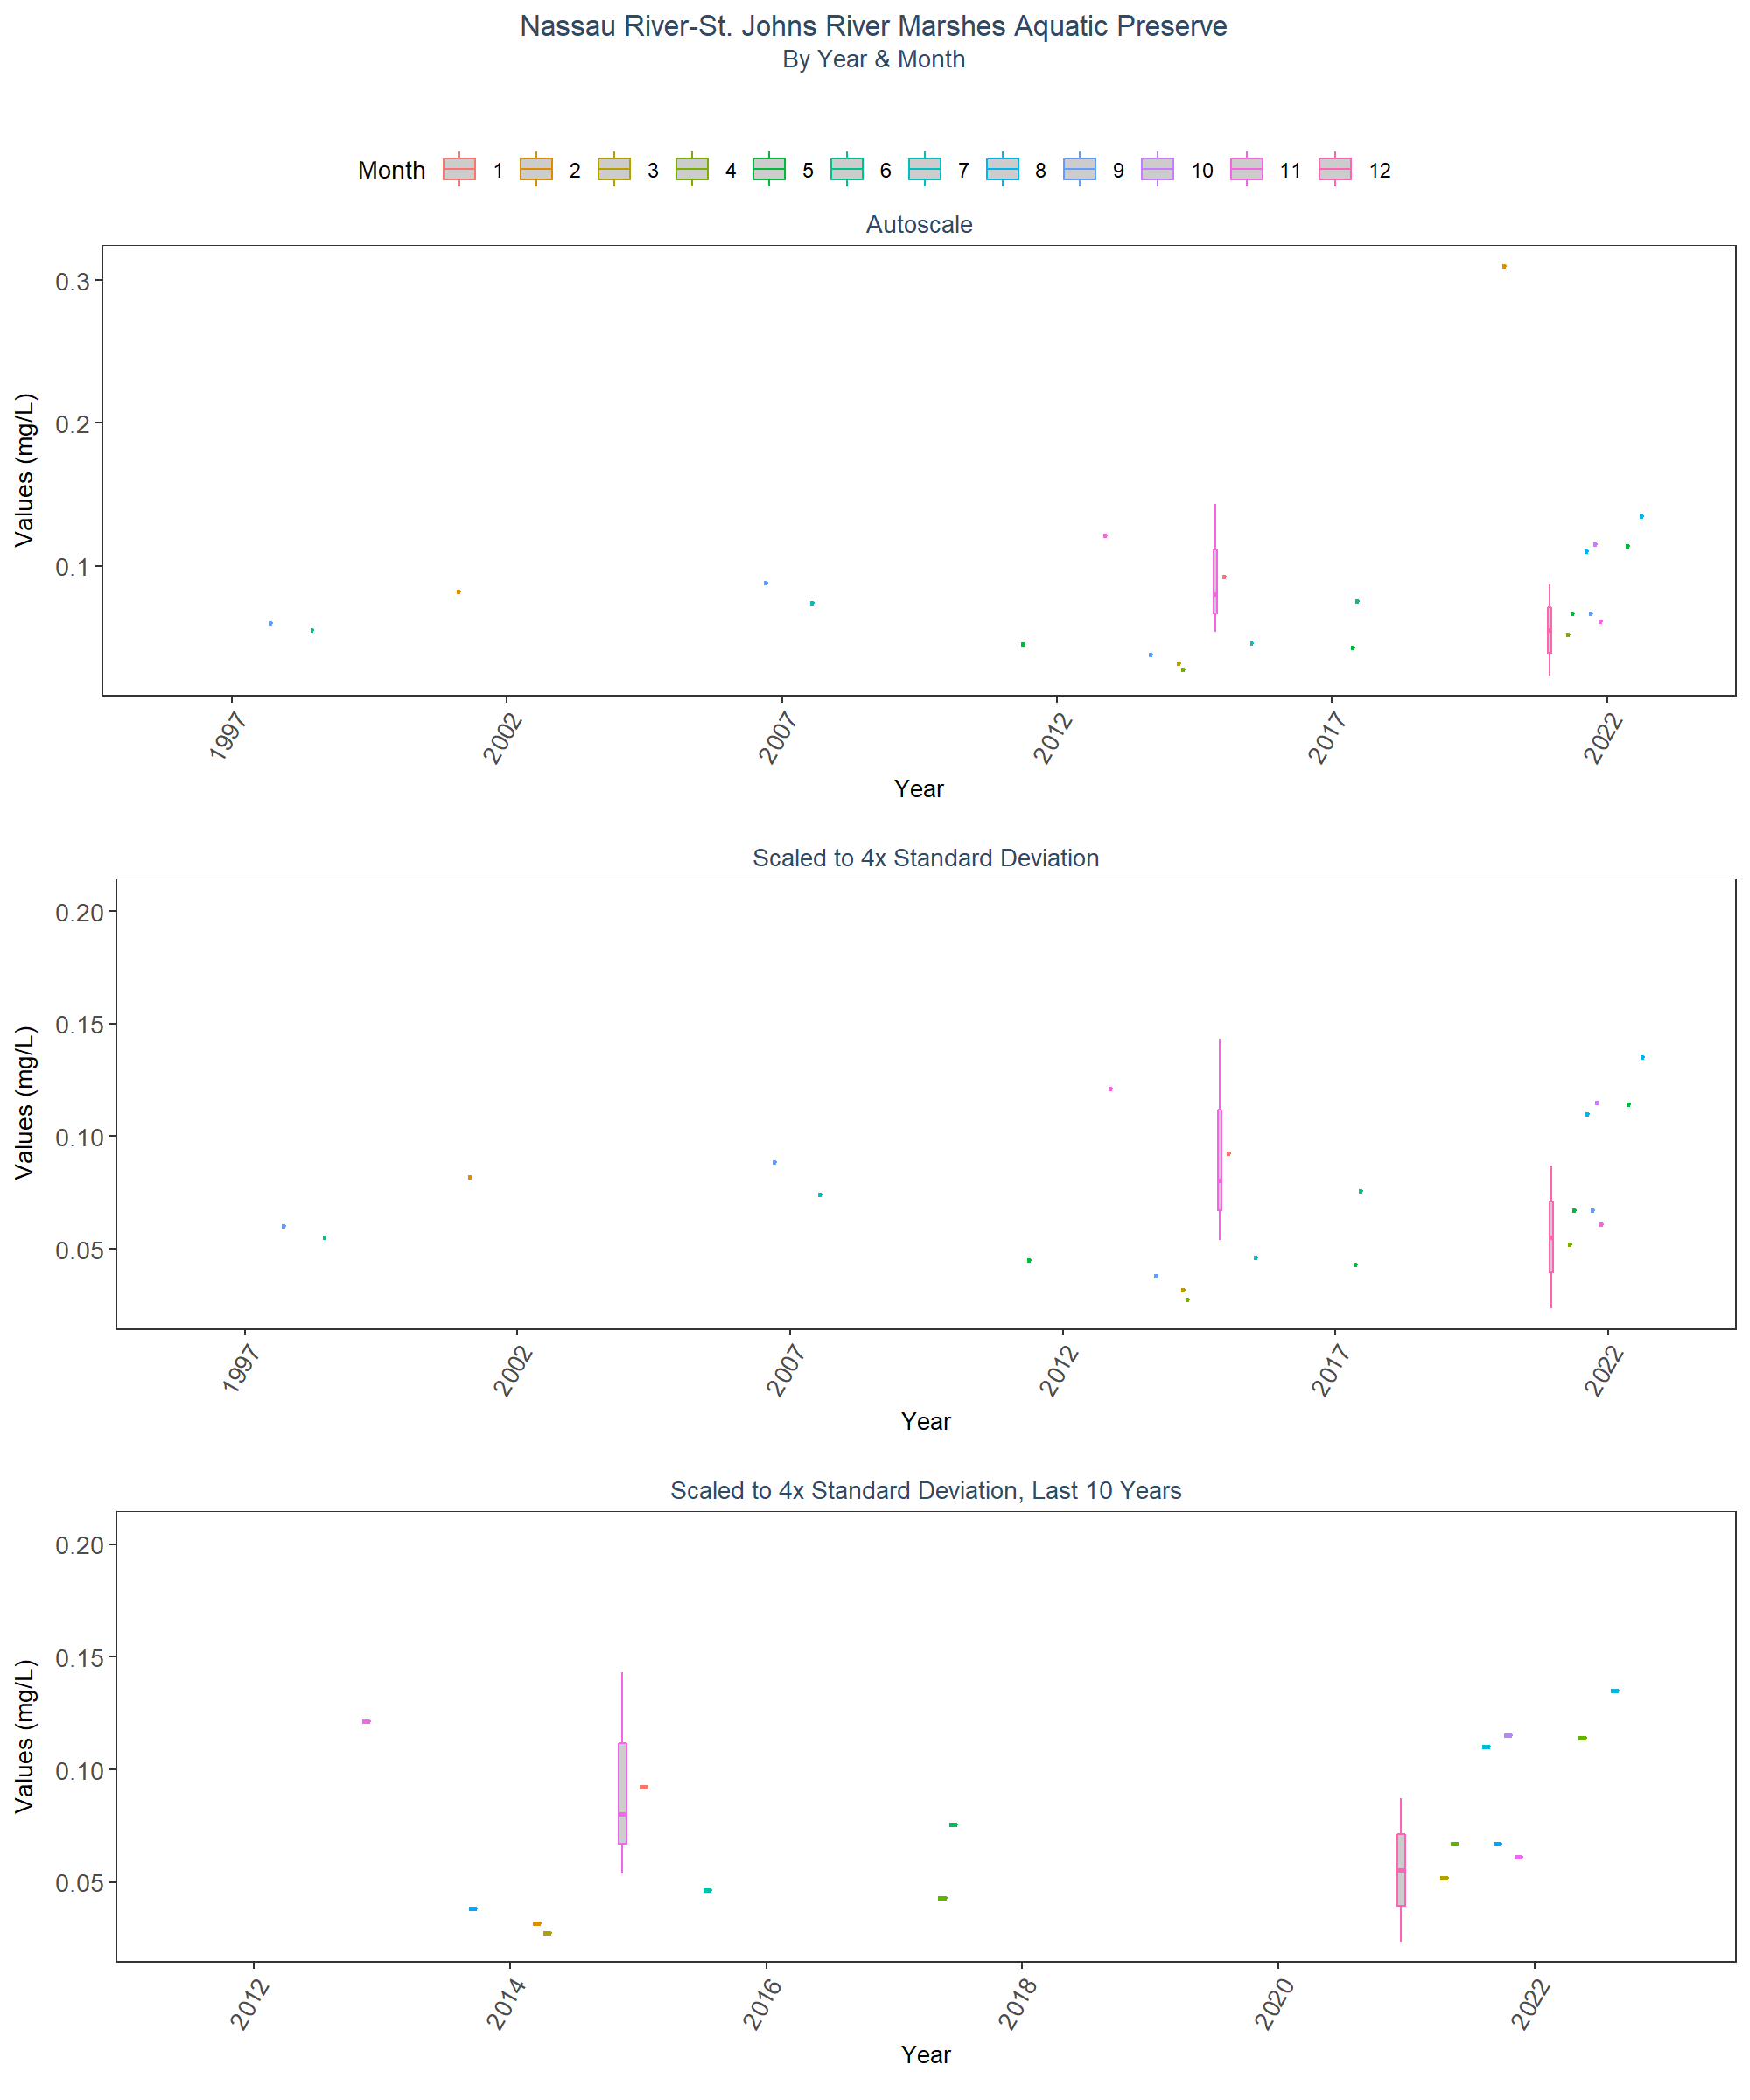 Nassau River-St. Johns River Marshes Aquatic Preserve
By Year & Month
Month 1 2 3 4 5 6 7 8 9 10 11 12
Autoscale
Values (mg/L)
0.3
0.2
0.1
1997 2002 2007 2012 2017 2022
Year
Scaled to 4x Standard Deviation
Values (mg/L)
0.20
0.15
0.10
0.05
1997 2002 2007 2012 2017 2022
Year
Scaled to 4x Standard Deviation, Last 10 Years
Values (mg/L)
0.20
0.15
0.10
0.05
2012 2014 2016 2018 2020 2022
Year